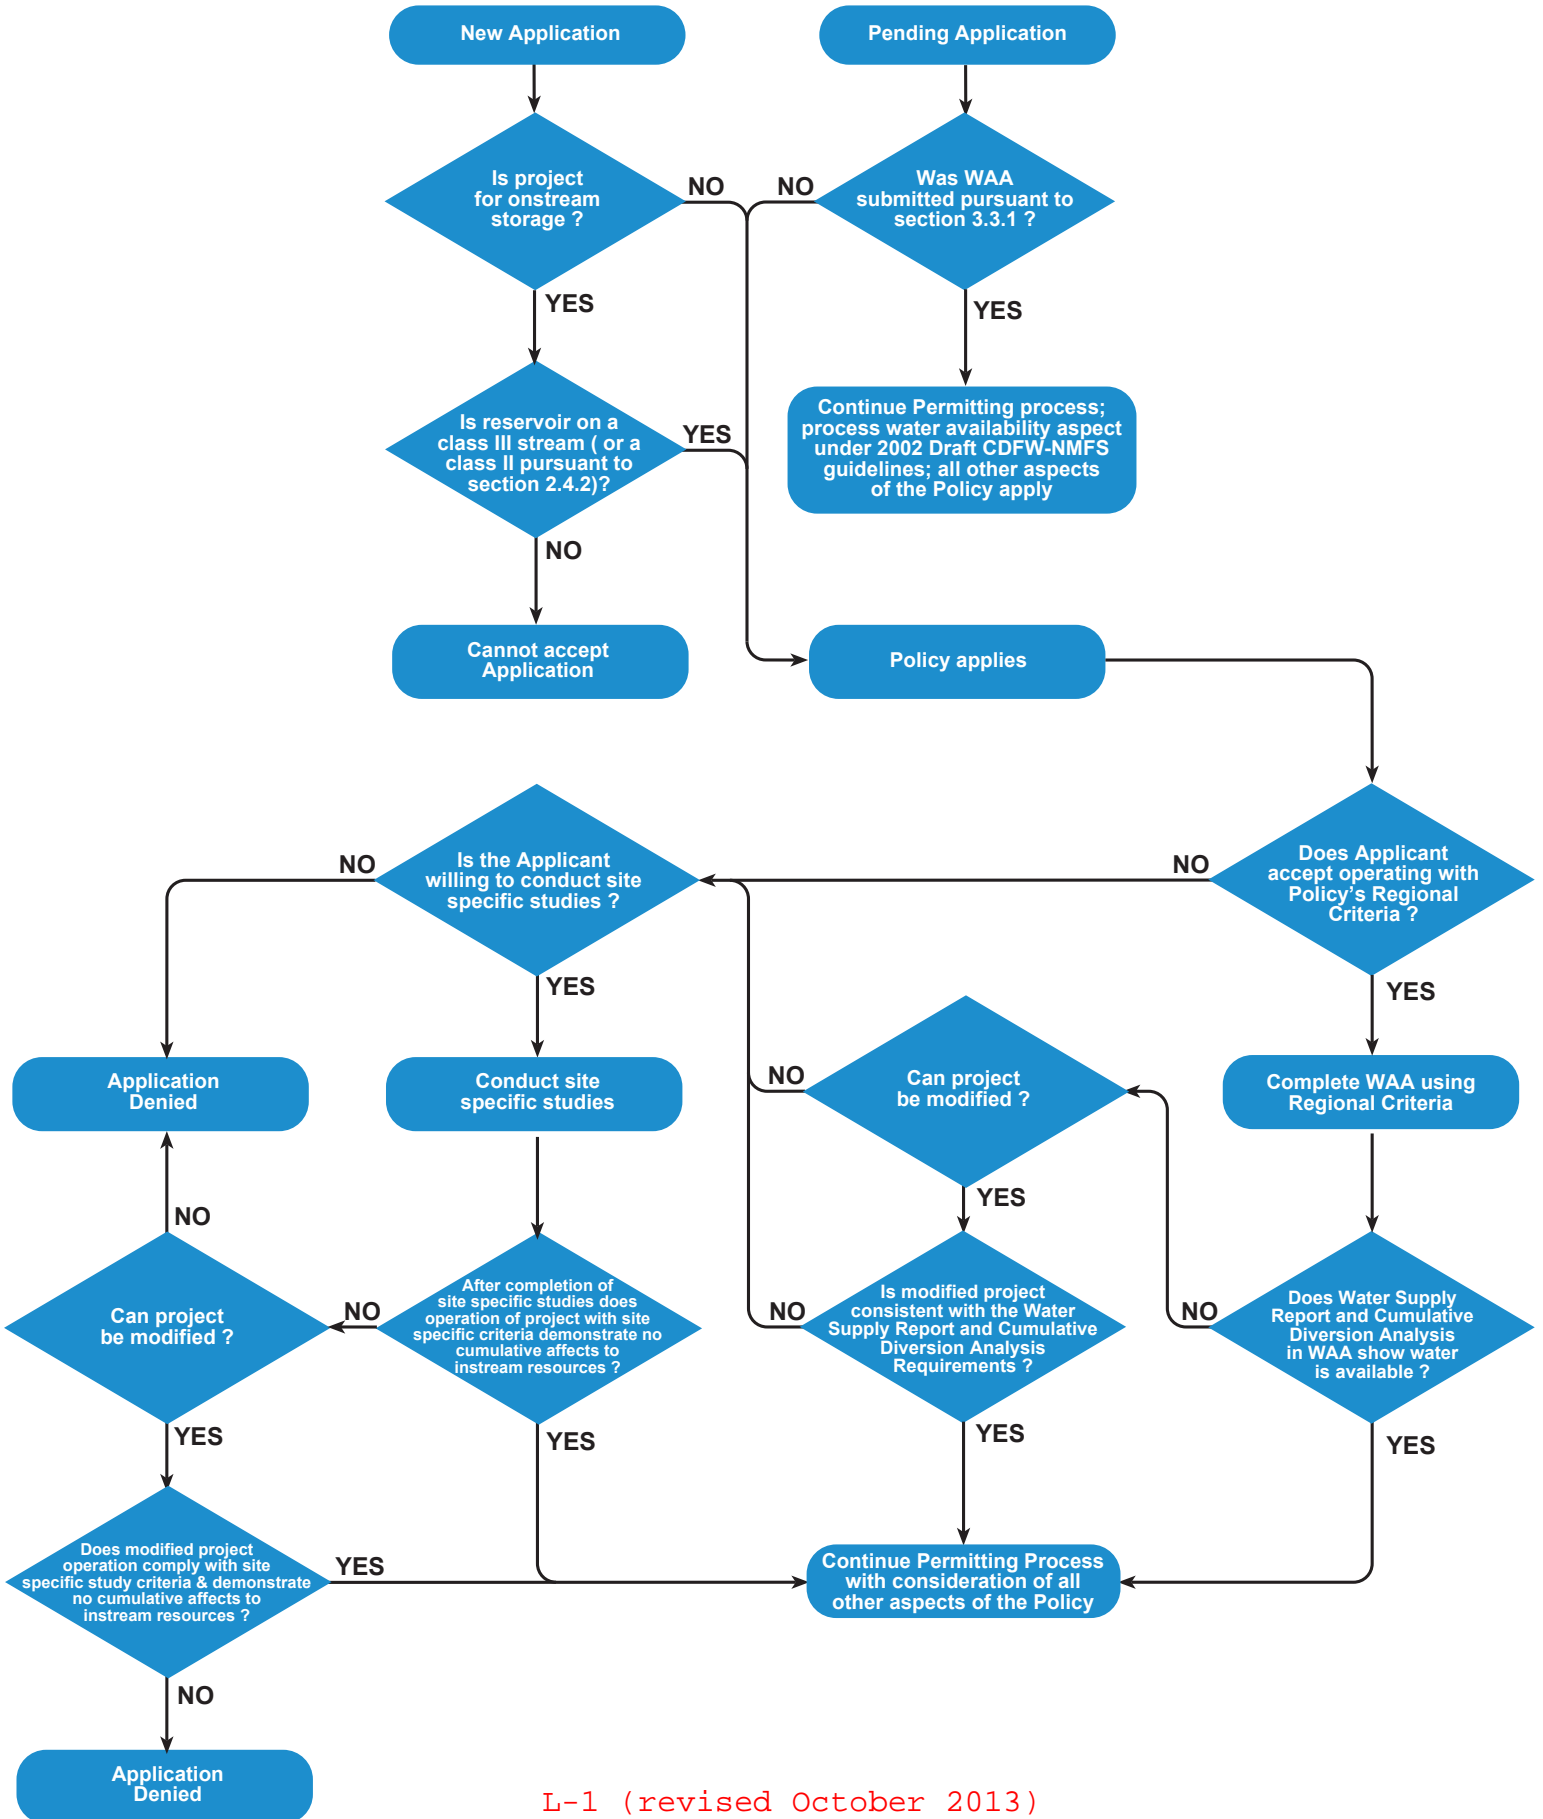 New Application
Pending Application
Is project
for onstream
storage ?
NO
NO
Was WAA
submitted pursuant to
section 3.3.1 ?
YES
YES
Is reservoir on a
class III stream ( or a
class II pursuant to
section 2.4.2)?
YES
Continue Permitting process;
process water availability aspect
under 2002 Draft CDFW-NMFS
guidelines; all other aspects
of the Policy apply
NO
Cannot accept
Application
Policy applies
NO
Is the Applicant
willing to conduct site
specific studies ?
NO
Does Applicant
accept operating with
Policy’s Regional
Criteria ?
YES
YES
Application
Denied
Conduct site
specific studies
NO
Can project
be modified ?
Complete WAA using
Regional Criteria
NO
YES
Can project
be modified ?
NO
After completion of
site specific studies does
operation of project with site
specific criteria demonstrate no
cumulative affects to
instream resources ?
NO
Is modified project
consistent with the Water
Supply Report and Cumulative
Diversion Analysis
Requirements ?
NO
Does Water Supply
Report and Cumulative
Diversion Analysis
in WAA show water
is available ?
YES
YES
YES
YES
Does modified project
operation comply with site
specific study criteria & demonstrate
no cumulative affects to
instream resources ?
YES
Continue Permitting Process
with consideration of all
other aspects of the Policy
NO
Application
Denied
L-1 (revised October 2013)